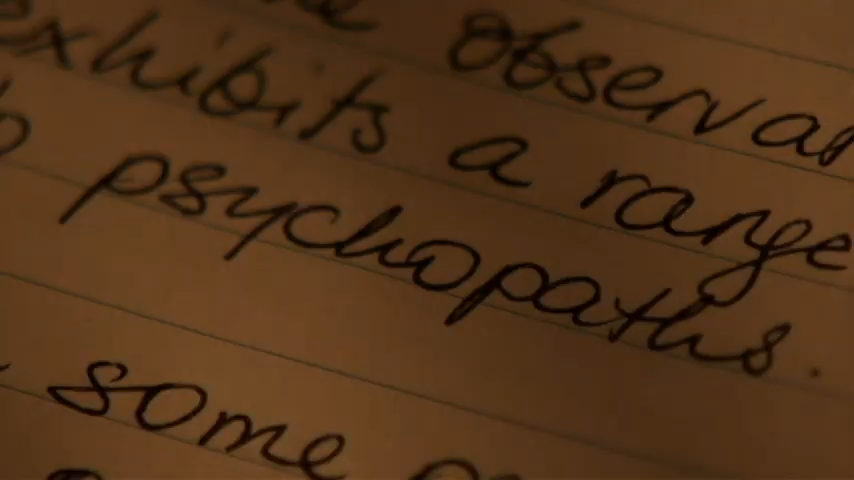 observa
exhibits a range
psychopaths.
some